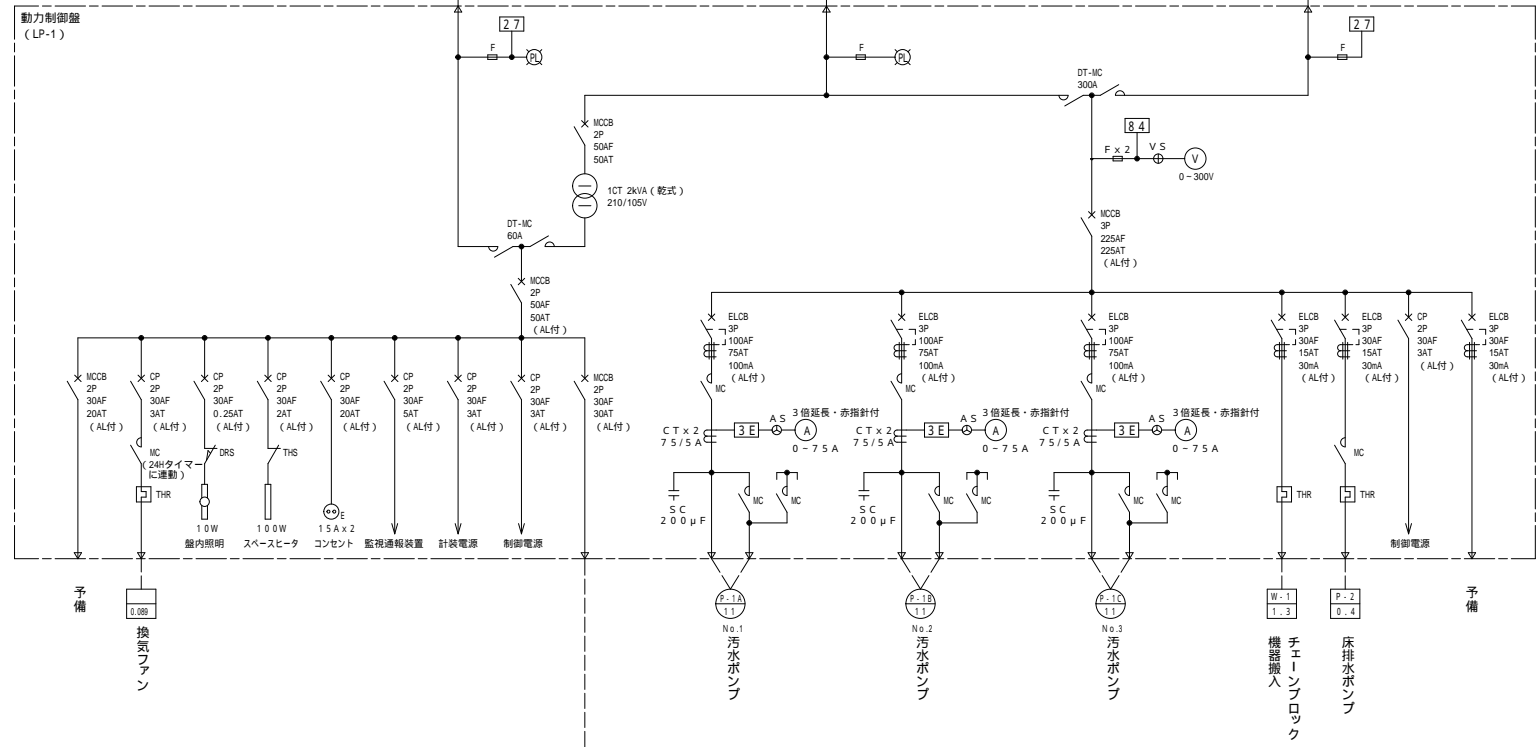 動力制御盤
(LP-1)
27
F
PL
F
PL
27
F
DT-MC
300A
84
F x 2
VS
V
0~300V
MCCB
2P
50AF
50AT
1CT 2kVA(乾式)
210/105V
DT-MC
60A
MCCB
2P
50AF
50AT
(AL付)
MCCB
3P
225AF
225AT
(AL付)
MCCB
2P
30AF
20AT
(AL付)
CP
2P
30AF
3AT
(AL付)
CP
2P
30AF
0.25AT
(AL付)
CP
2P
30AF
2AT
(AL付)
CP
2P
30AF
20AT
(AL付)
CP
2P
30AF
5AT
(AL付)
CP
2P
30AF
3AT
(AL付)
CP
2P
30AF
3AT
(AL付)
MCCB
2P
30AF
30AT
(AL付)
MC
(24Hタイマー
に連動)
THR
DRS
THS
E
10W
盤内照明
100W
スペースヒータ
15Ax2
コンセント
監視通報装置
計装電源
制御電源
ELCB
3P
100AF
75AT
100mA
(AL付)
MC
CTx2
75/5A
3E
AS
A
3倍延長・赤指針付
0~75A
SC
200μF
MC
MC
ELCB
3P
100AF
75AT
100mA
(AL付)
MC
CTx2
75/5A
3E
AS
A
3倍延長・赤指針付
0~75A
SC
200μF
MC
MC
ELCB
3P
100AF
75AT
100mA
(AL付)
MC
CTx2
75/5A
3E
AS
A
3倍延長・赤指針付
0~75A
SC
200μF
MC
MC
ELCB
3P
30AF
15AT
30mA
(AL付)
THR
ELCB
3P
30AF
15AT
30mA
(AL付)
MC
THR
CP
2P
30AF
3AT
(AL付)
制御電源
ELCB
3P
30AF
15AT
30mA
(AL付)
予備
0.089
換気ファン
P-1A
11
No.1
汚水ポンプ
P-1B
11
No.2
汚水ポンプ
P-1C
11
No.3
汚水ポンプ
W-1
1.3
チェーンブロック
機器搬入
P-2
0.4
床排水ポンプ
予備